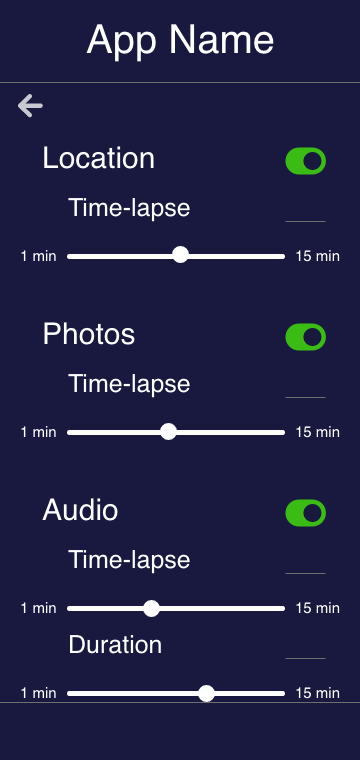 App Name
Location
Time-lapse
1 min 15 min
Photos
Time-lapse
1 min 15 min
Audio
Time-lapse
1 min 15 min
Duration
1 min 15 min